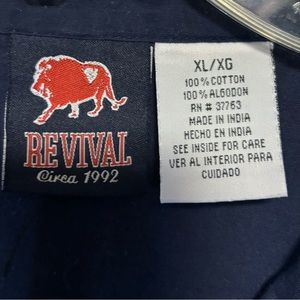 REVIVAL
Circa 1992
XL/XG
100% COTTON
100% ALGODON
RN # 37763
MADE IN INDIA
HECHO EN INDIA
SEE INSIDE FOR CARE
VER AL INTERIOR PARA
CUIDADO